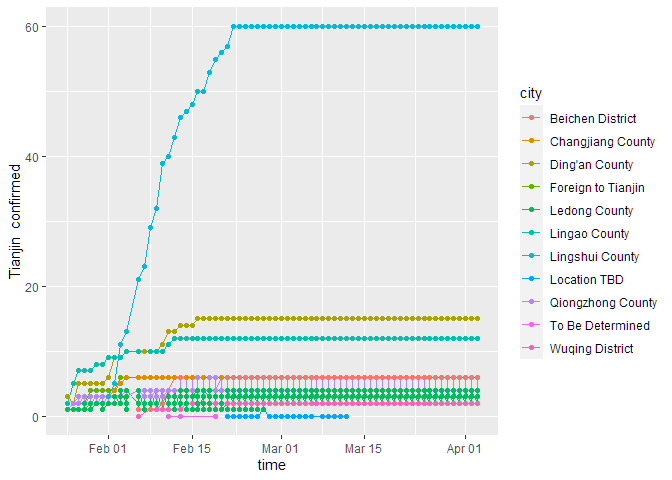 60
40
20
0
Tianjin confirmed
Feb 01 Feb 15 Mar 01 Mar 15 Apr 01
time
city
Beichen District
Changjiang County
Ding'an County
Foreign to Tianjin
Ledong County
Lingao County
Lingshui County
Location TBD
Qiongzhong County
To Be Determined
Wuqing District